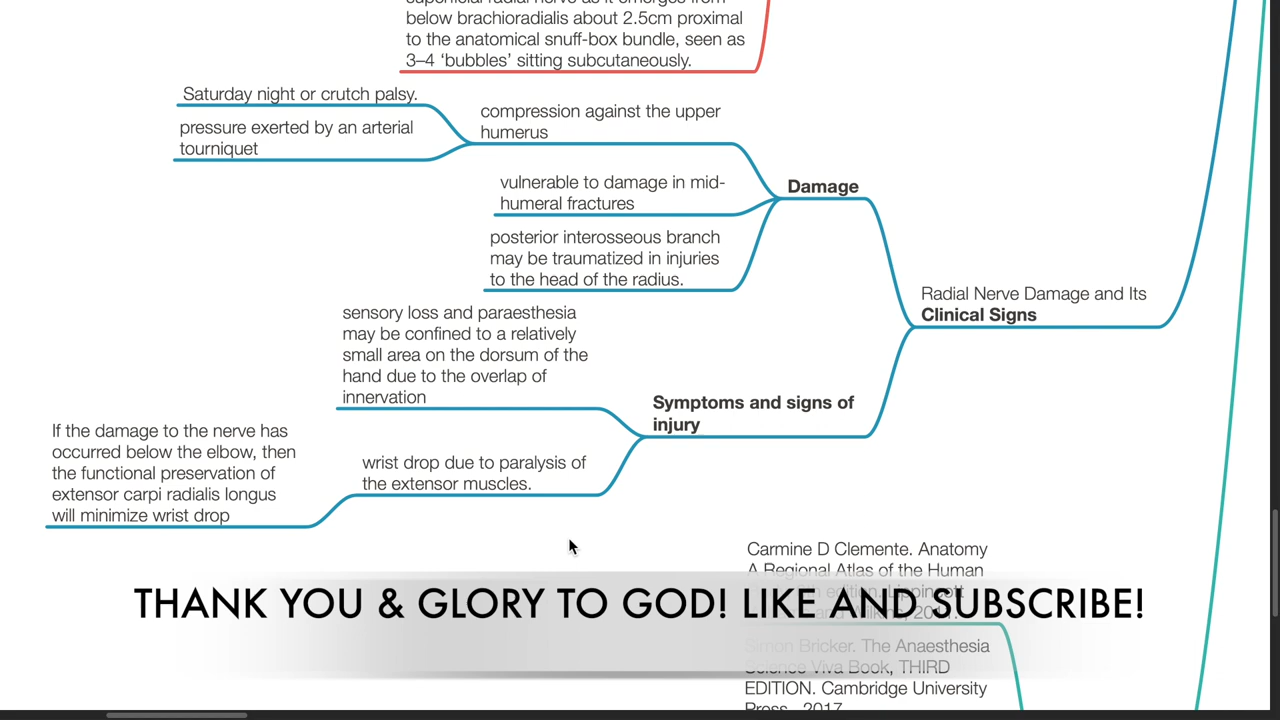 below brachioradialis about 2.5cm proximal
to the anatomical snuff-box bundle, seen as
3–4 ‘bubbles’ sitting subcutaneously.
Saturday night or crutch palsy.
pressure exerted by an arterial
tourniquet
compression against the upper
humerus
vulnerable to damage in mid-
humeral fractures
posterior interosseous branch
may be traumatized in injuries
to the head of the radius.
Damage
Radial Nerve Damage and Its
Clinical Signs
sensory loss and paraesthesia
may be confined to a relatively
small area on the dorsum of the
hand due to the overlap of
innervation
Symptoms and signs of
injury
wrist drop due to paralysis of
the extensor muscles.
If the damage to the nerve has
occurred below the elbow, then
the functional preservation of
extensor carpi radialis longus
will minimize wrist drop
Carmine D Clemente. Anatomy
A Regional Atlas of the Human
THANK YOU & GLORY TO GOD! LIKE AND SUBSCRIBE!
Simon Bricker. The Anaesthesia
Science Viva Book, THIRD
EDITION. Cambridge University
Press, 2017